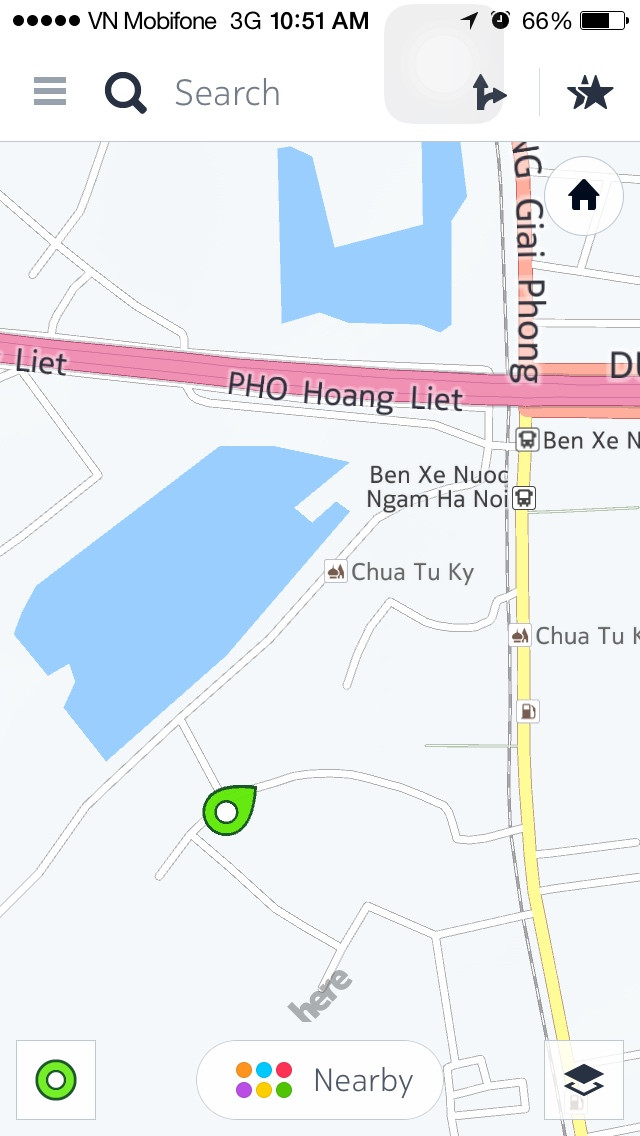 VN Mobifone 3G 10:51 AM 66%
Search
NG Giai Phong
Liet
PHO Hoang Liet
DU
Ben Xe N
Ben Xe Nuoc
Ngam Ha Noi
Chua Tu Ky
Chua Tu K
here
Nearby